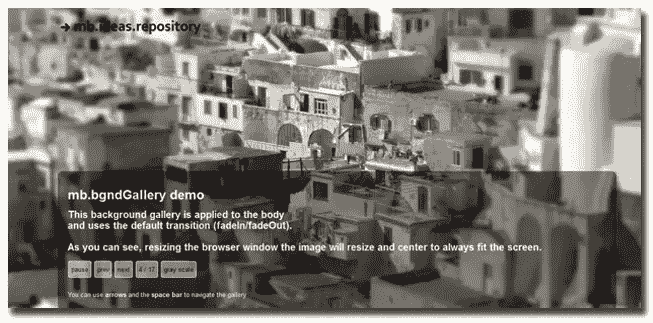 mb.ideas.repository
mb.bgndGallery demo
This background gallery is applied to the body
and uses the default transition (fadeIn/fadeOut).
As you can see, resizing the browser window the image will resize and center to always fit the screen.
pause prev next 4 / 17 gray scale
You can use arrows and the space bar to navigate the gallery